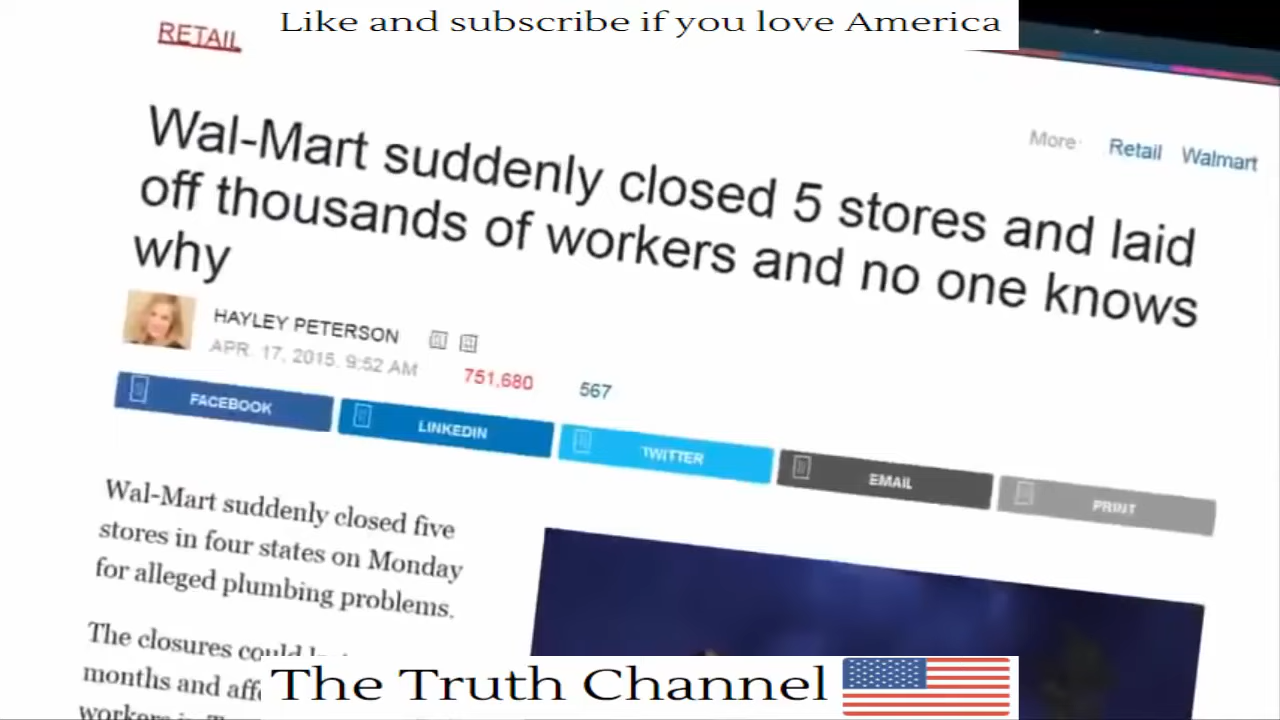 Like and subscribe if you love America
RETAIL
More: Retail Walmart
Wal-Mart suddenly closed 5 stores and laid
off thousands of workers and no one knows
why
HAYLEY PETERSON
APR. 17, 2015, 9:52 AM 751,680 567
FACEBOOK LINKEDIN TWITTER EMAIL PRINT
Wal-Mart suddenly closed five
stores in four states on Monday
for alleged plumbing problems.
The closures could
months and
The Truth Channel